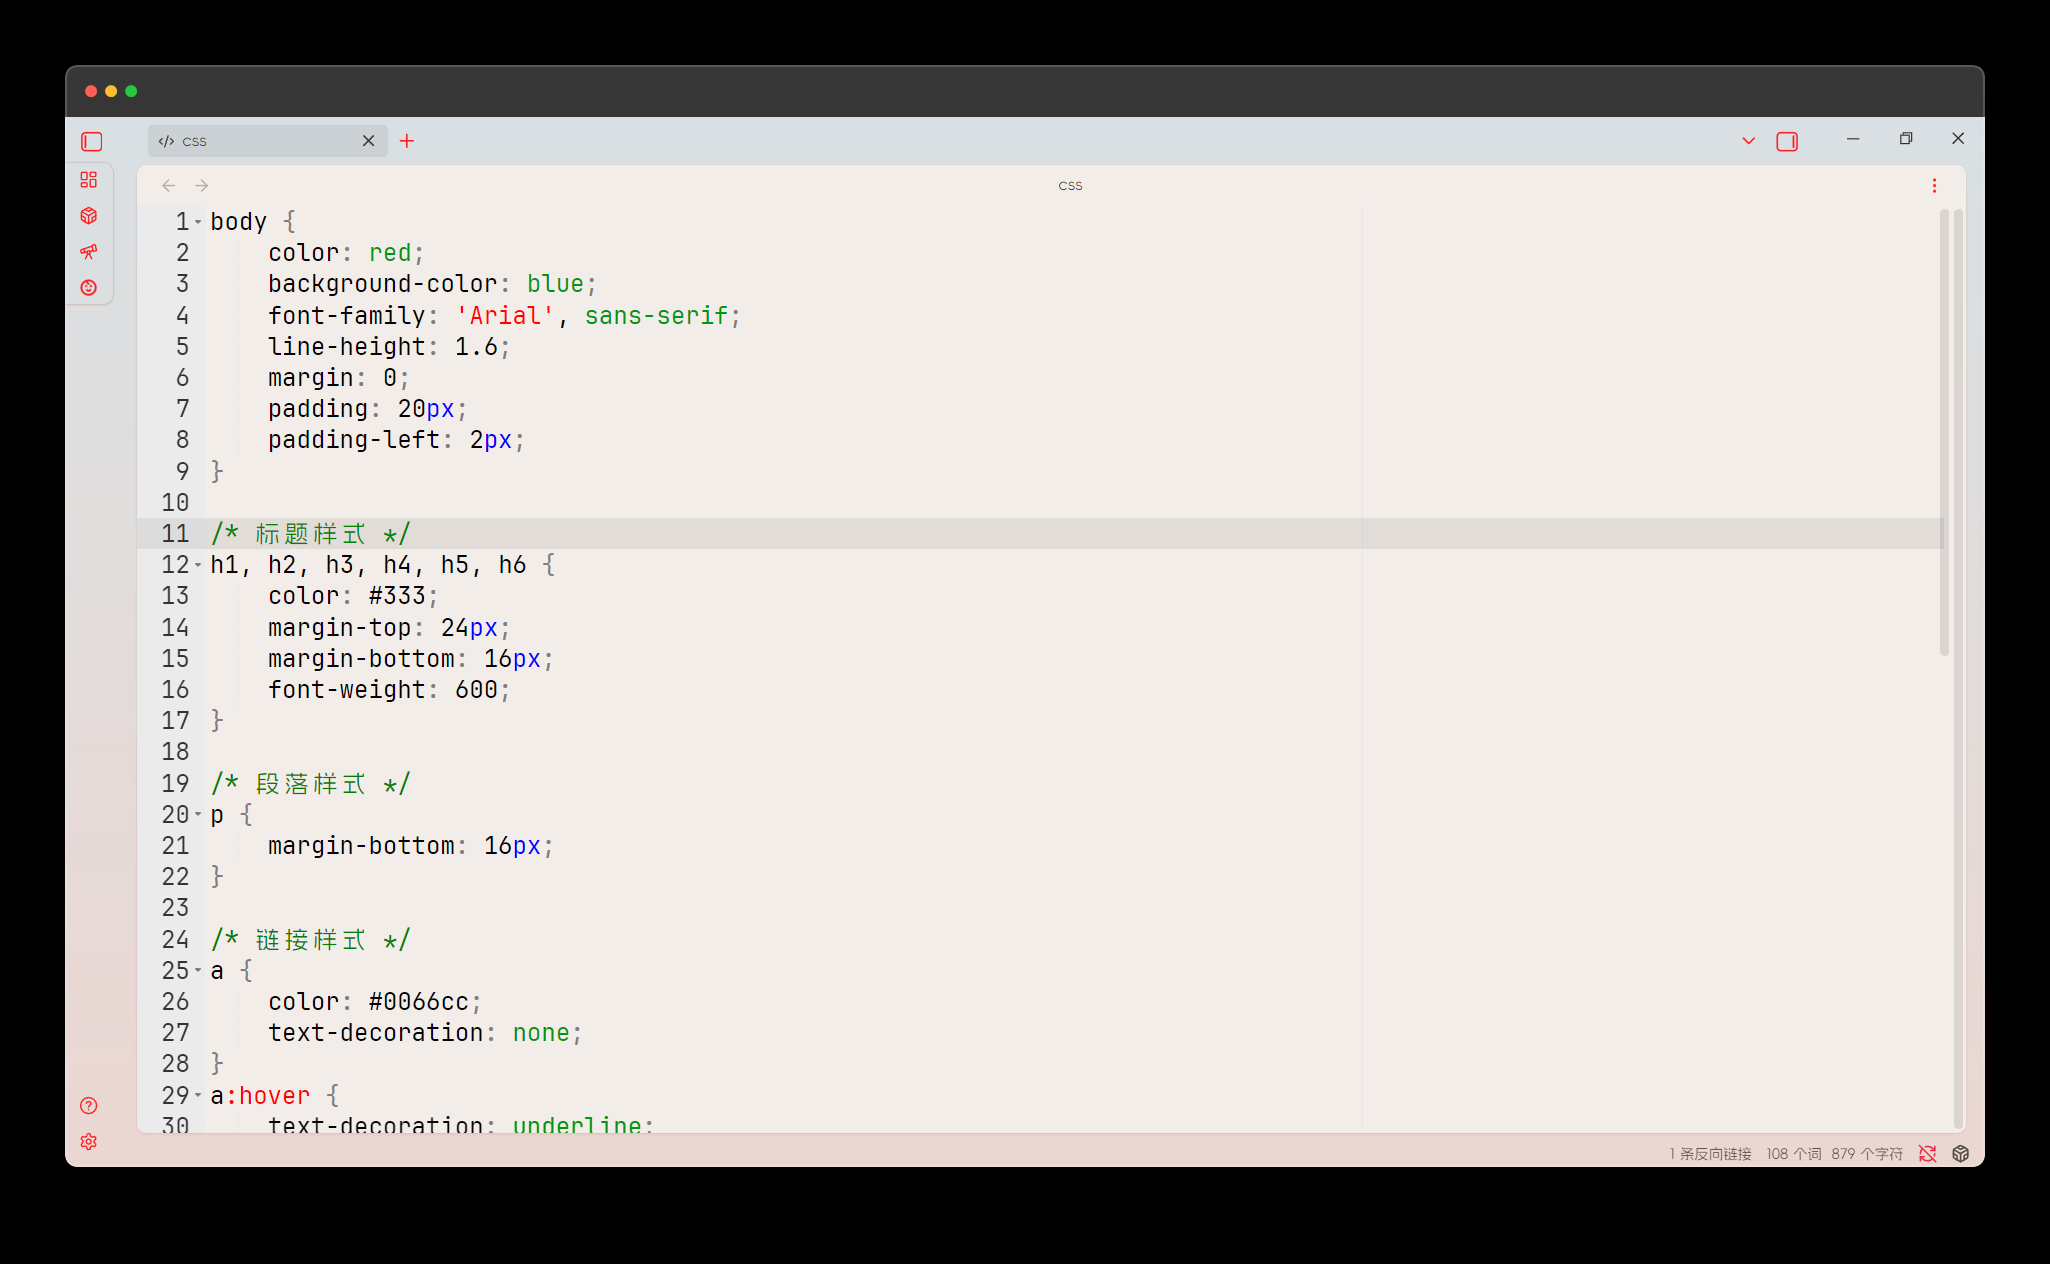 css
css
1 body {
2     color: red;
3     background-color: blue;
4     font-family: 'Arial', sans-serif;
5     line-height: 1.6;
6     margin: 0;
7     padding: 20px;
8     padding-left: 2px;
9 }
10
11 /* 标题样式 */
12 h1, h2, h3, h4, h5, h6 {
13     color: #333;
14     margin-top: 24px;
15     margin-bottom: 16px;
16     font-weight: 600;
17 }
18
19 /* 段落样式 */
20 p {
21     margin-bottom: 16px;
22 }
23
24 /* 链接样式 */
25 a {
26     color: #0066cc;
27     text-decoration: none;
28 }
29 a:hover {
30     text-decoration: underline;
1 条反向链接 108 个词 879 个字符